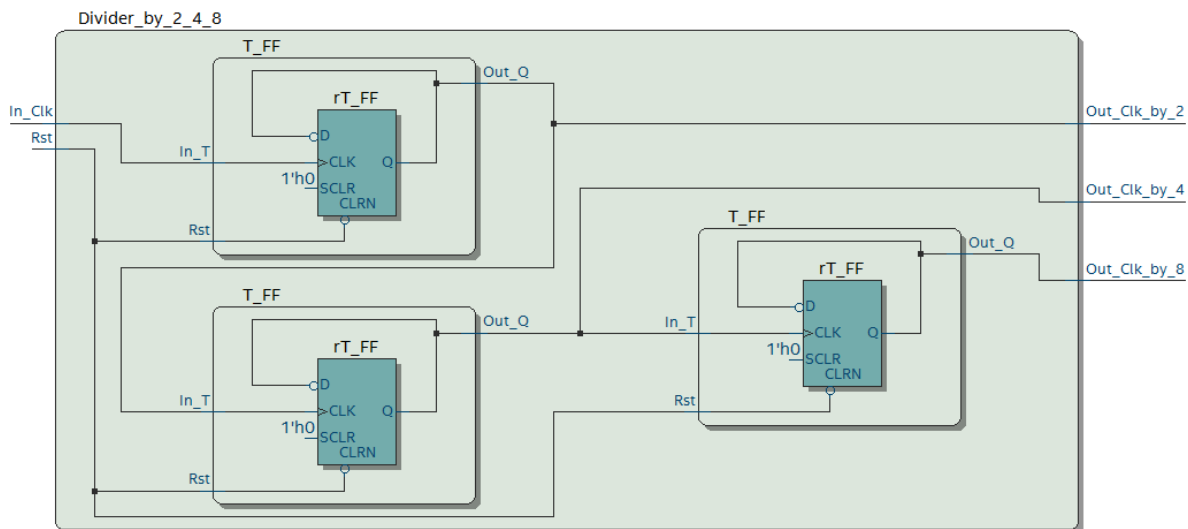 Divider_by_2_4_8
T_FF
Out_Q
rT_FF
In_Clk
Rst
D
In_T
CLK
Q
1'h0
SCLR
CLRN
Rst
Out_Clk_by_2
Out_Clk_by_4
T_FF
Out_Q
rT_FF
Out_Clk_by_8
D
In_T
CLK
Q
1'h0
SCLR
CLRN
Rst
T_FF
Out_Q
rT_FF
D
In_T
CLK
Q
1'h0
SCLR
CLRN
Rst